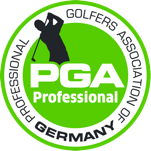 PROFESSIONAL GOLFERS ASSOCIATION OF
GERMANY
PGA
Professional